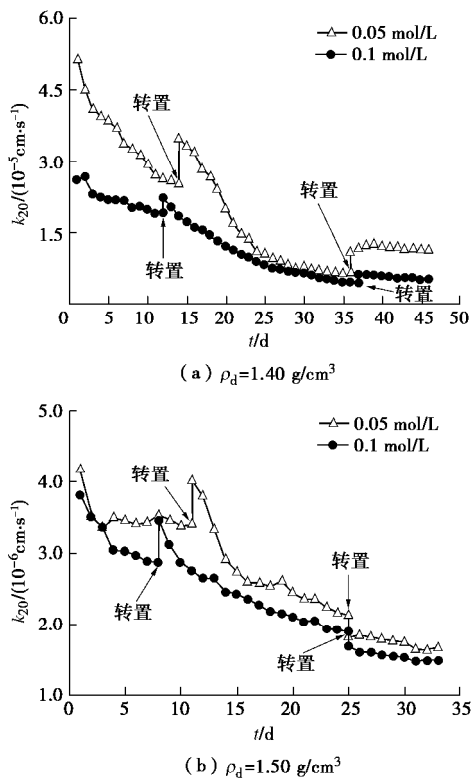 0.05 mol/L
0.1 mol/L
k20/(10⁻⁵cm·s⁻¹)
4.5
3.0
1.5
转置
转置
转置
转置
0 5 10 15 20 25 30 35 40 45 50
t/d
(a) ρd=1.40 g/cm³
0.05 mol/L
0.1 mol/L
k20/(10⁻⁶cm·s⁻¹)
5.0
4.0
3.0
2.0
1.0
转置
转置
转置
转置
0 5 10 15 20 25 30 35
t/d
(b) ρd=1.50 g/cm³